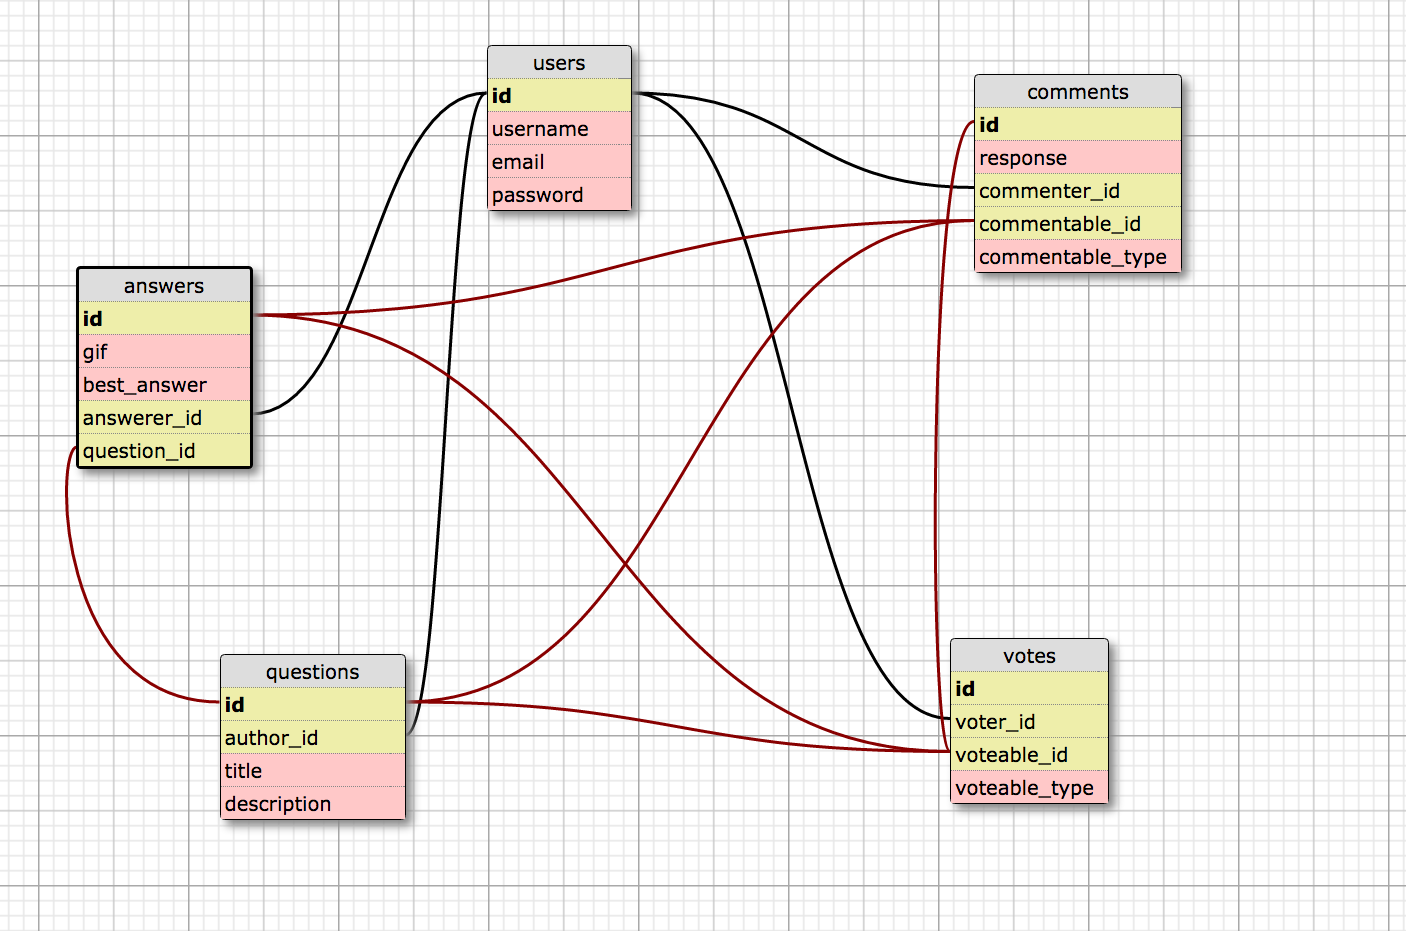 users
id
username
email
password
comments
id
response
commenter_id
commentable_id
commentable_type
answers
id
gif
best_answer
answerer_id
question_id
questions
id
author_id
title
description
votes
id
voter_id
voteable_id
voteable_type